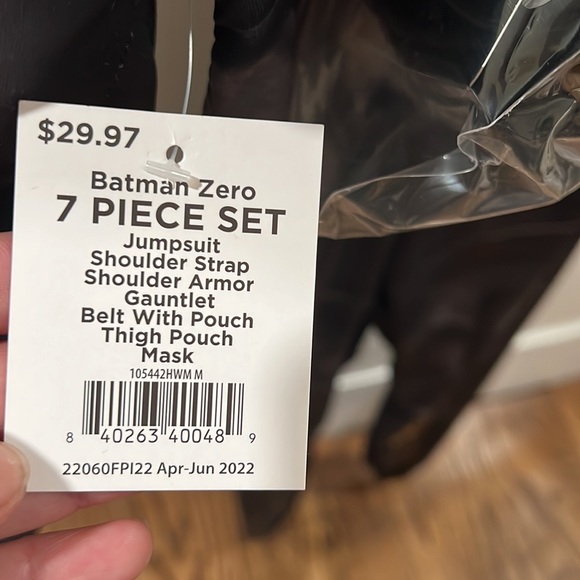 $29.97
Batman Zero
7 PIECE SET
Jumpsuit
Shoulder Strap
Shoulder Armor
Gauntlet
Belt With Pouch
Thigh Pouch
Mask
105442HWM M
8 40263 40048 9
22060FPI22 Apr-Jun 2022